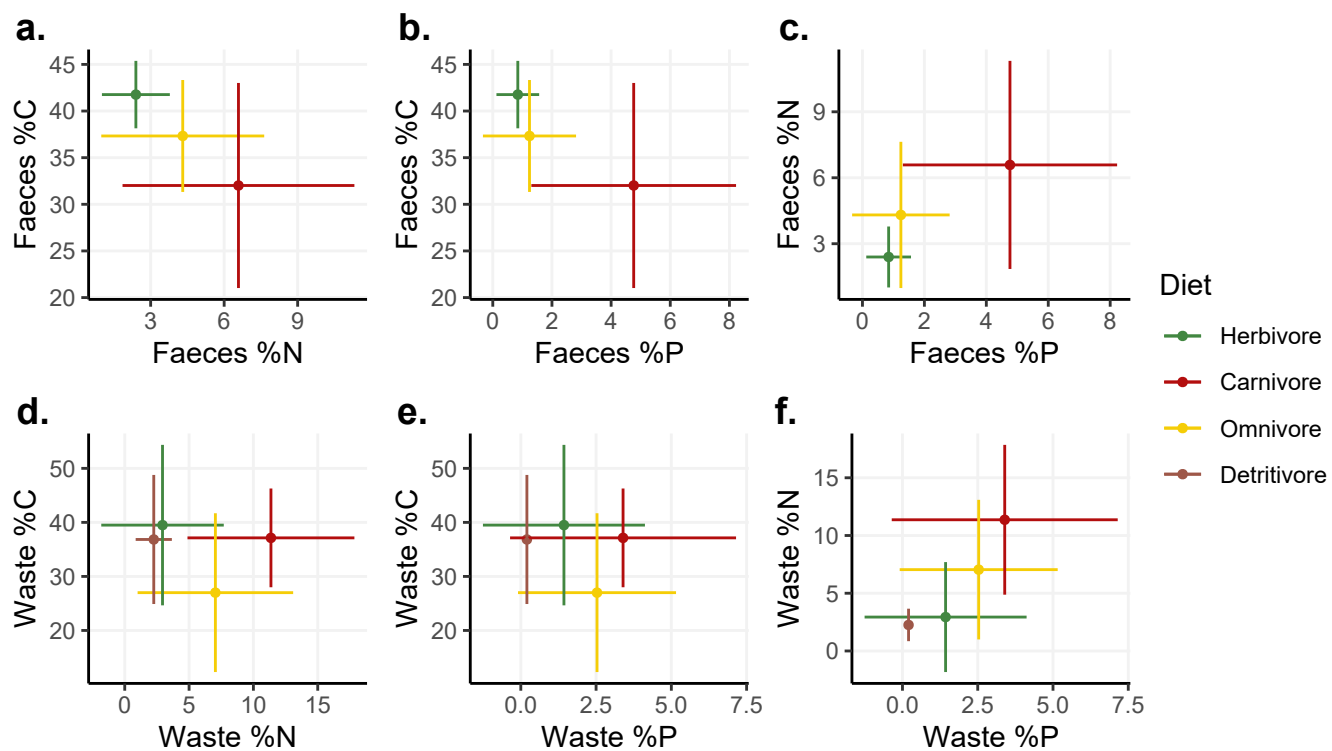 a.
45
40
35
30
25
20
Faeces %C
3 6 9
Faeces %N
b.
45
40
35
30
25
20
Faeces %C
0 2 4 6 8
Faeces %P
c.
9
6
3
Faeces %N
0 2 4 6 8
Faeces %P
Diet
Herbivore
Carnivore
Omnivore
Detritivore
d.
50
40
30
20
Waste %C
0 5 10 15
Waste %N
e.
50
40
30
20
Waste %C
0.0 2.5 5.0 7.5
Waste %P
f.
15
10
5
0
Waste %N
0.0 2.5 5.0 7.5
Waste %P